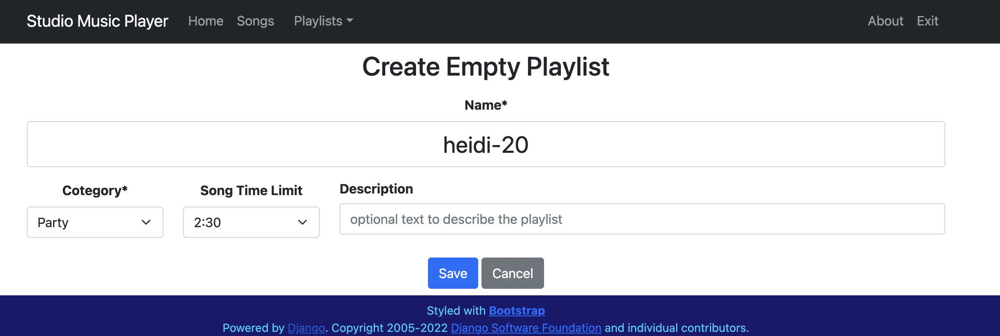 Studio Music Player Home Songs Playlists About Exit
Create Empty Playlist
Name*
heidi-20
Cotegory* Song Time Limit Description
Party 2:30 optional text to describe the playlist
Save Cancel
Styled with Bootstrap
Powered by Django. Copyright 2005-2022 Django Software Foundation and individual contributors.